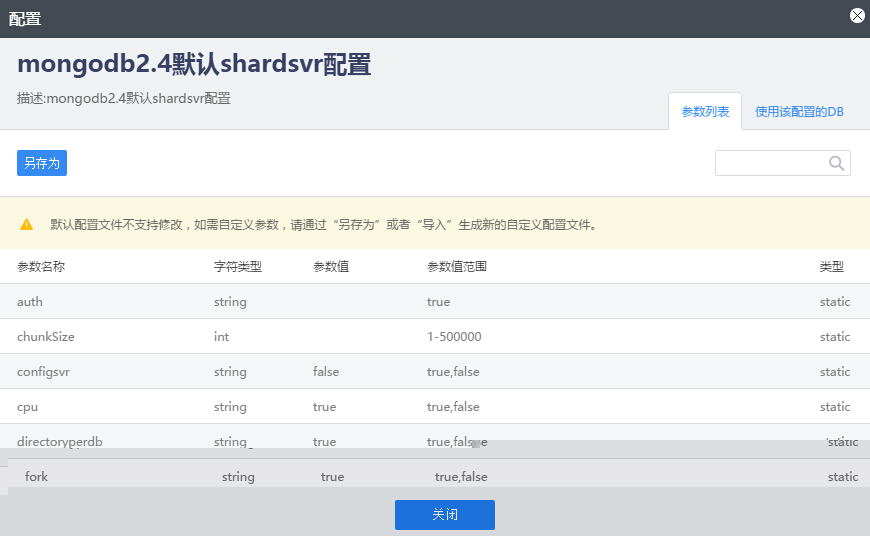 配置
mongodb2.4默认shardsvr配置
描述:mongodb2.4默认shardsvr配置
参数列表 使用该配置的DB
另存为
默认配置文件不支持修改，如需自定义参数，请通过“另存为”或者“导入”生成新的自定义配置文件。
参数名称 字符类型 参数值 参数值范围 类型
auth string true static
chunkSize int 1-500000 static
configsvr string false true,false static
cpu string true true,false static
directoryperdb string true true,false static
fork string true true,false static
关闭